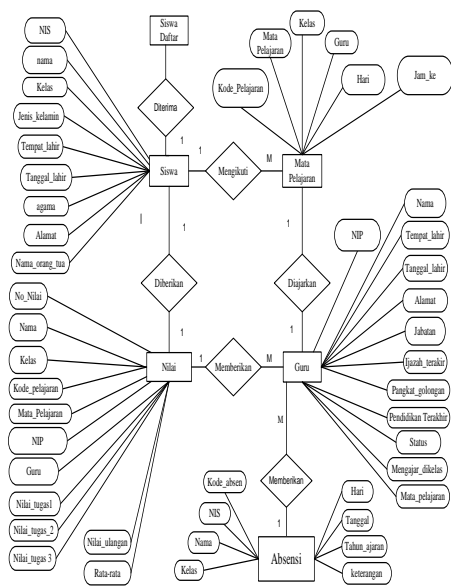 NIS
nama
Kelas
Jenis_kelamin
Tempat_lahir
Tanggal_lahir
agama
Alamat
Nama_orang_tua
Siswa
Daftar
Diterima
1
Siswa
1
Mengikuti
M
Mata
Pelajaran
Kode_Pelajaran
Mata
Pelajaran
Kelas
Guru
Hari
Jam_ke
1
Diberikan
1
1
Diajarkan
1
NIP
Nama
Tempat_lahir
Tanggal_lahir
Alamat
Jabatan
Ijazah_terakir
Pangkat_golongan
Pendidikan Terakhir
Status
Mengajar_dikelas
Mata_pelajaran
No_Nilai
Nama
Kelas
Kode_pelajaran
Mata_Pelajaran
NIP
Guru
Nilai_tugas1
Nilai_tugas_2
Nilai_tugas 3
Nilai_ulangan
Rata-rata
Nilai
1
Memberikan
M
Guru
M
Memberikan
1
Absensi
Kode_absen
NIS
Nama
Kelas
Hari
Tanggal
Tahun_ajaran
keterangan